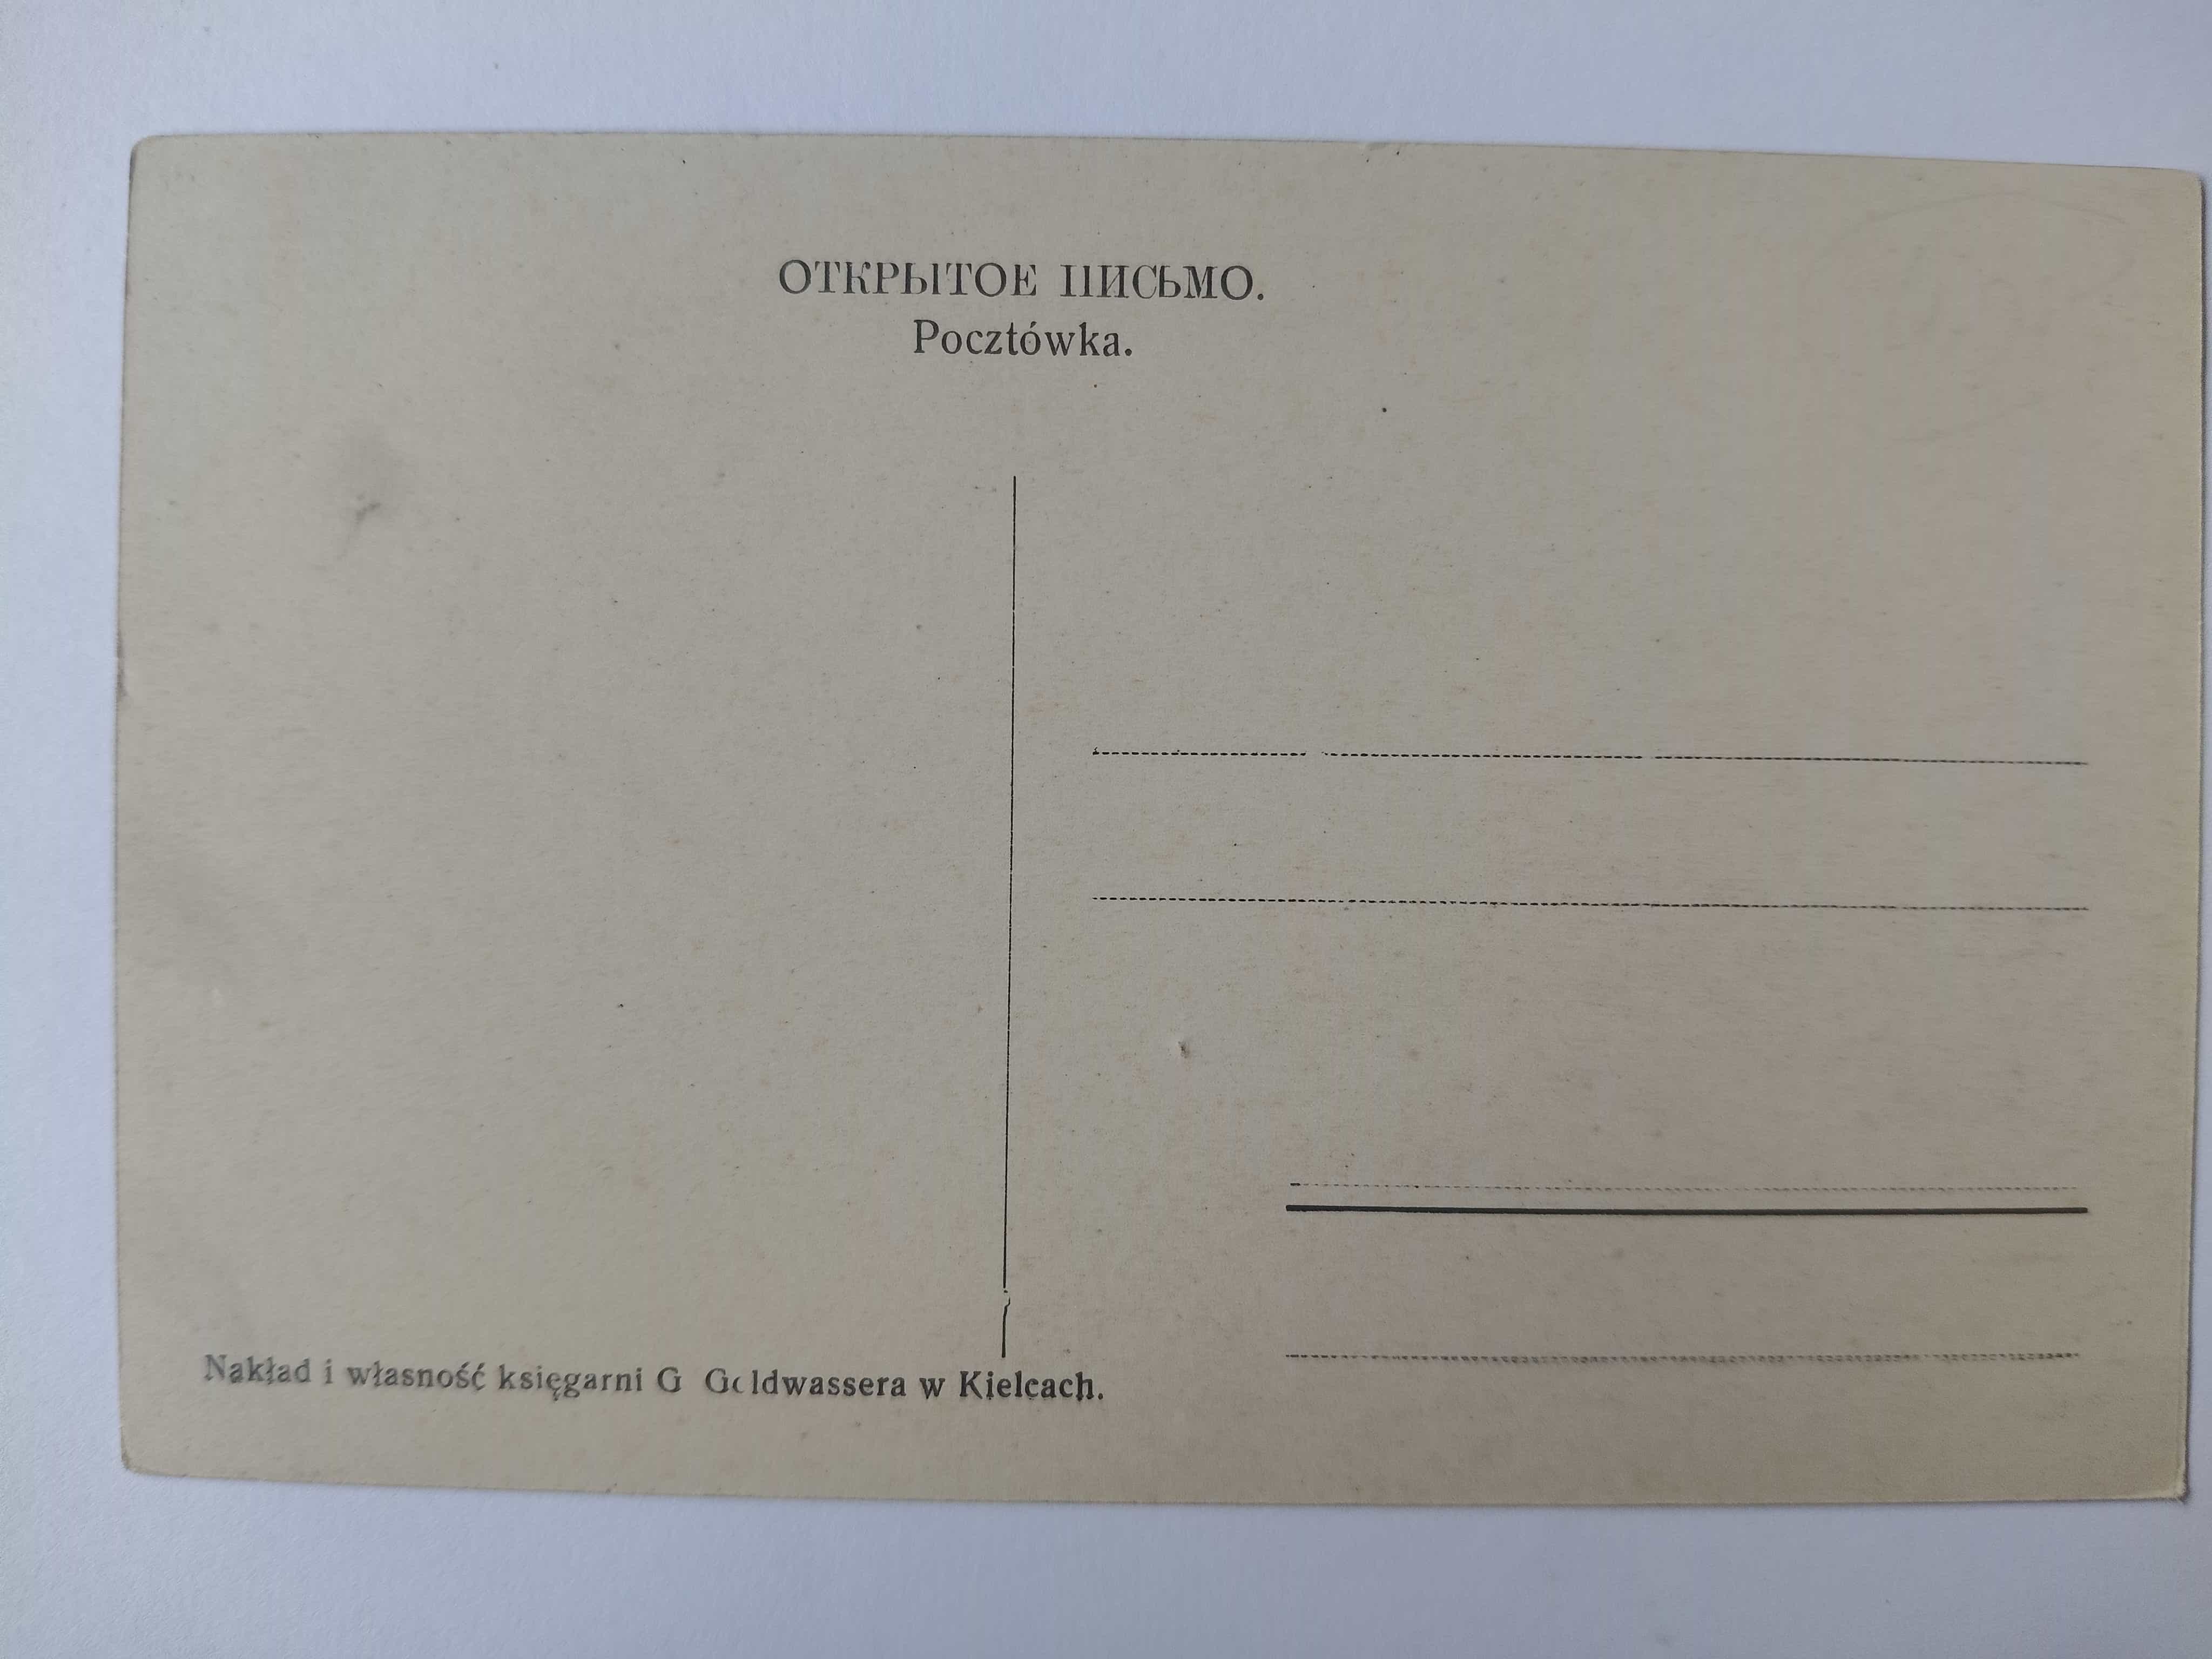 ОТКРЫТОЕ ПИСЬМО.
Pocztówka.
Nakład i własność księgarni G Goldwassera w Kielcach.